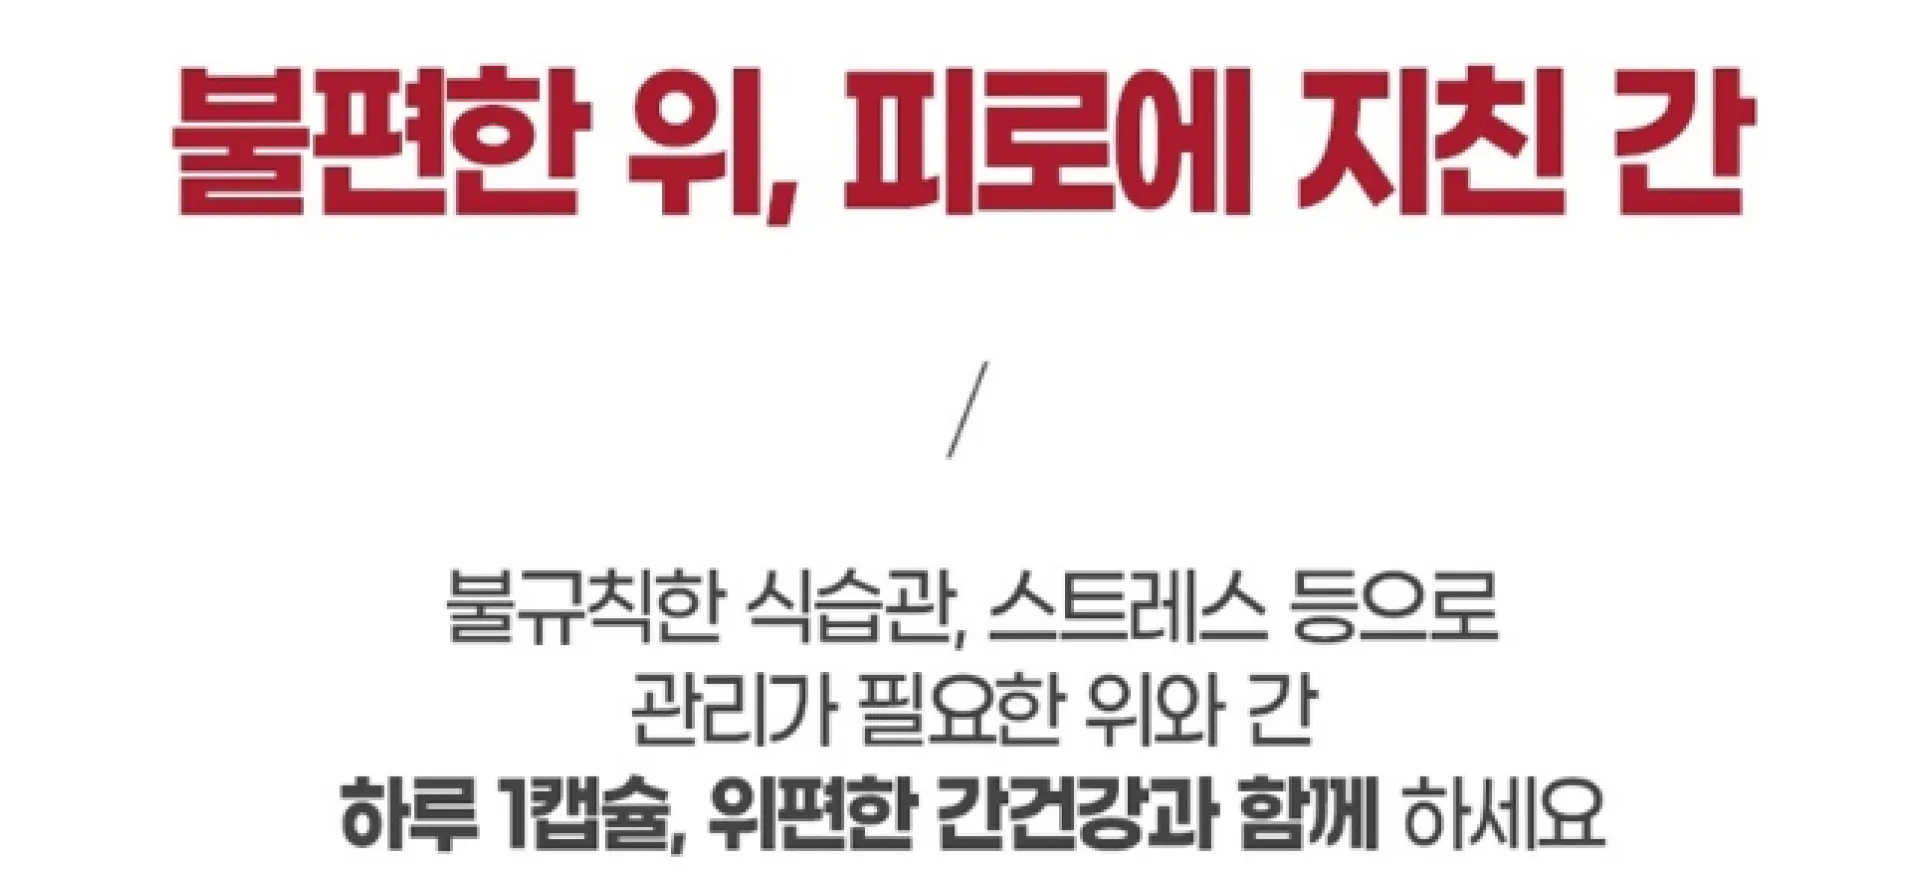 불편한 위, 피로에 지친 간
/
불규칙한 식습관, 스트레스 등으로
관리가 필요한 위와 간
하루 1캡슐, 위편한 간건강과 함께 하세요